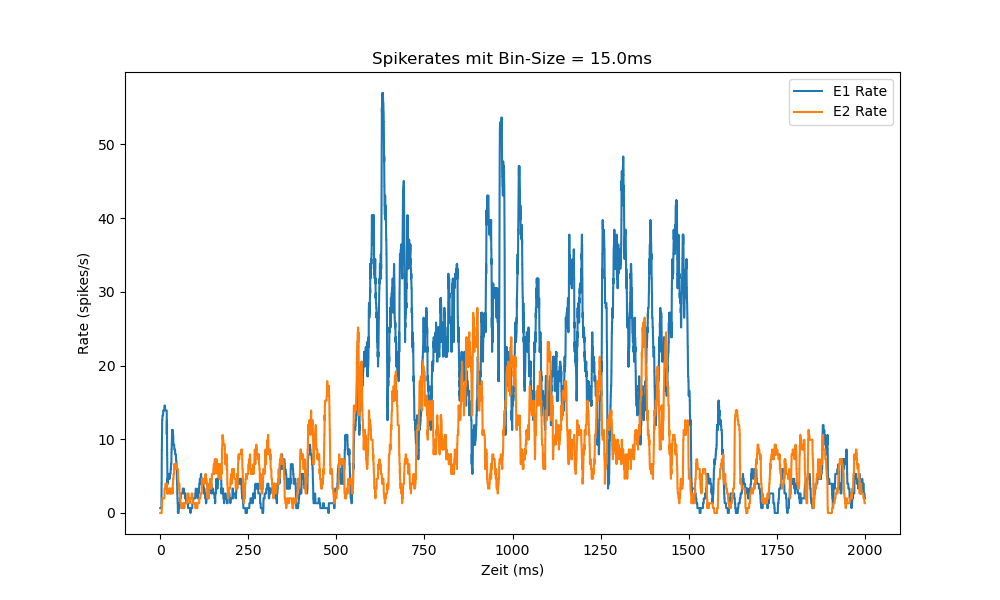 Spikerates mit Bin-Size = 15.0ms
E1 Rate
E2 Rate
Rate (spikes/s)
50
40
30
20
10
0
0 250 500 750 1000 1250 1500 1750 2000
Zeit (ms)